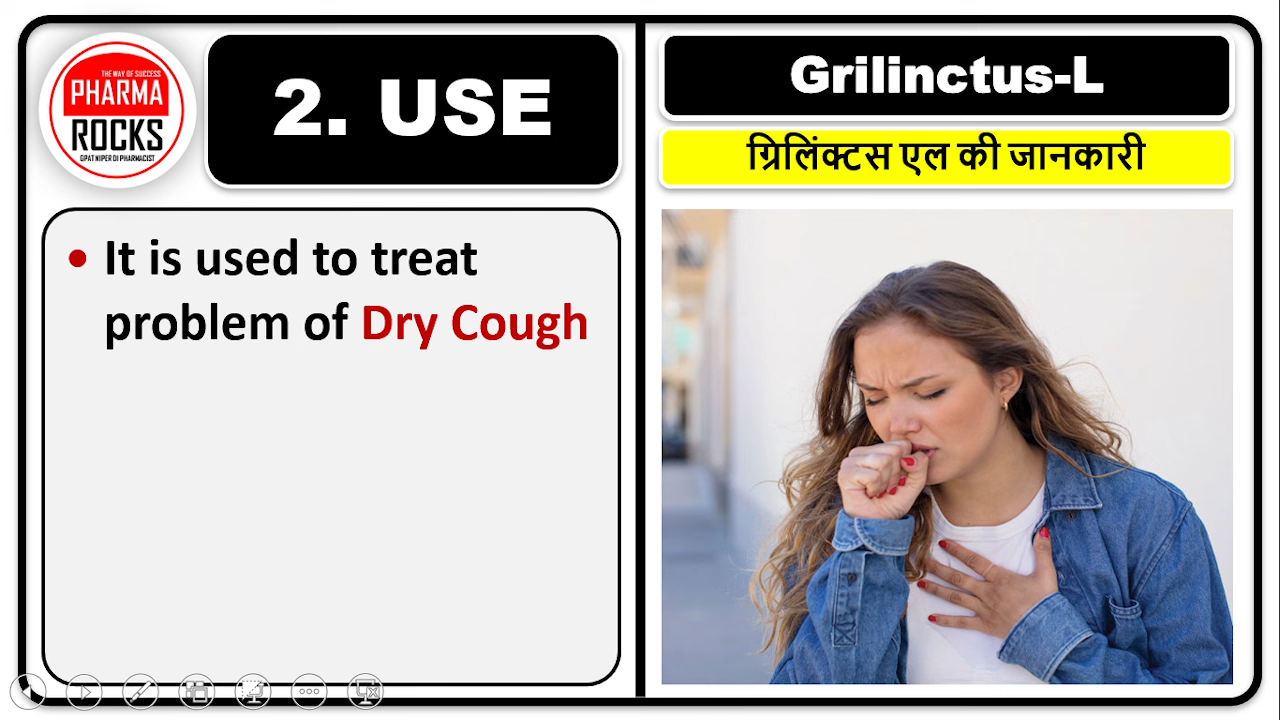 THE WAY OF SUCCESS
PHARMA
ROCKS
GPAT NIPER DI PHARMACIST
2. USE
Grilinctus-L
ग्रिलिंक्टस एल की जानकारी
• It is used to treat
problem of Dry Cough